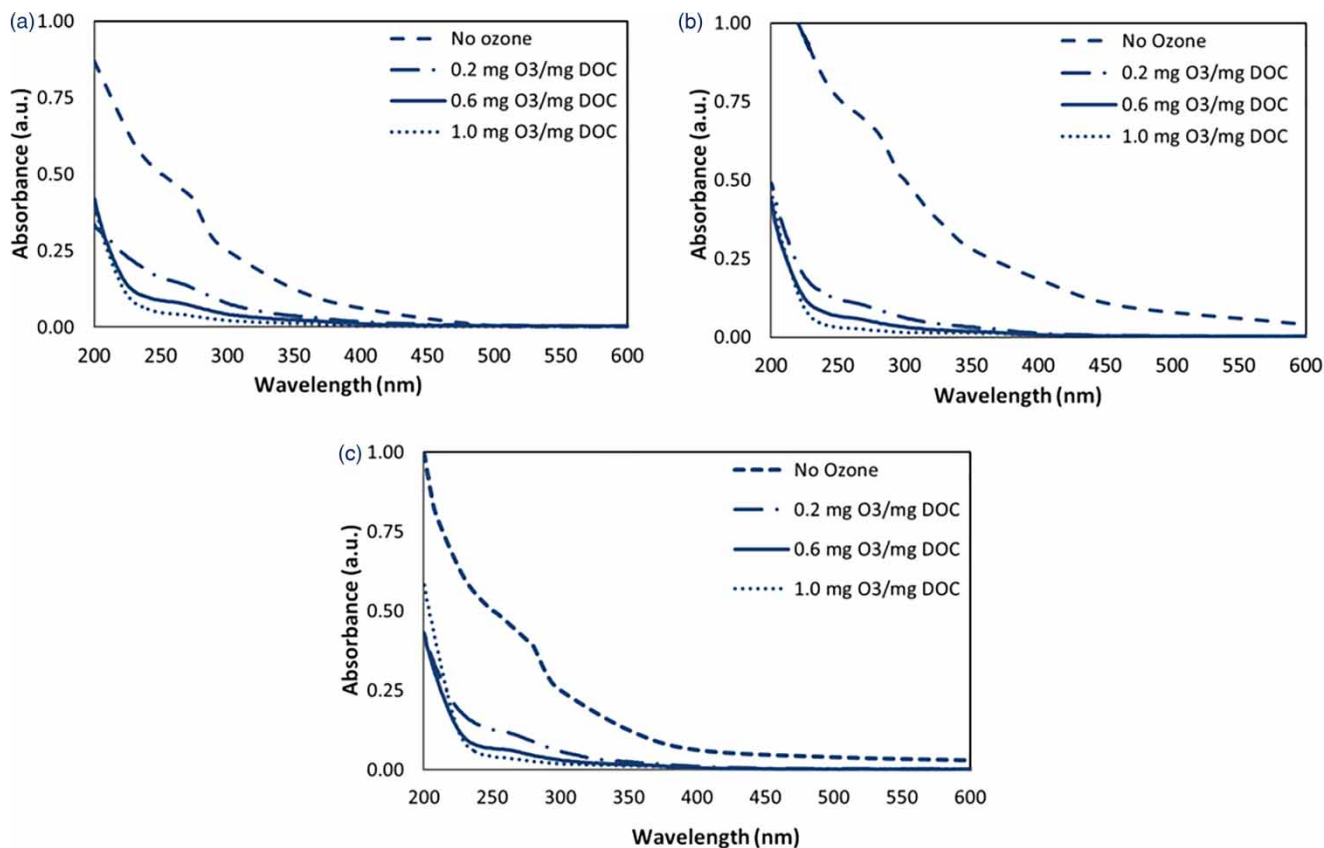 (a)
1.00
0.75
0.50
0.25
0.00
Absorbance (a.u.)
No ozone
0.2 mg O3/mg DOC
0.6 mg O3/mg DOC
1.0 mg O3/mg DOC
200 250 300 350 400 450 500 550 600
Wavelength (nm)
(b)
1.00
0.75
0.50
0.25
0.00
Absorbance (a.u.)
No Ozone
0.2 mg O3/mg DOC
0.6 mg O3/mg DOC
1.0 mg O3/mg DOC
200 250 300 350 400 450 500 550 600
Wavelength (nm)
(c)
1.00
0.75
0.50
0.25
0.00
Absorbance (a.u.)
No Ozone
0.2 mg O3/mg DOC
0.6 mg O3/mg DOC
1.0 mg O3/mg DOC
200 250 300 350 400 450 500 550 600
Wavelength (nm)